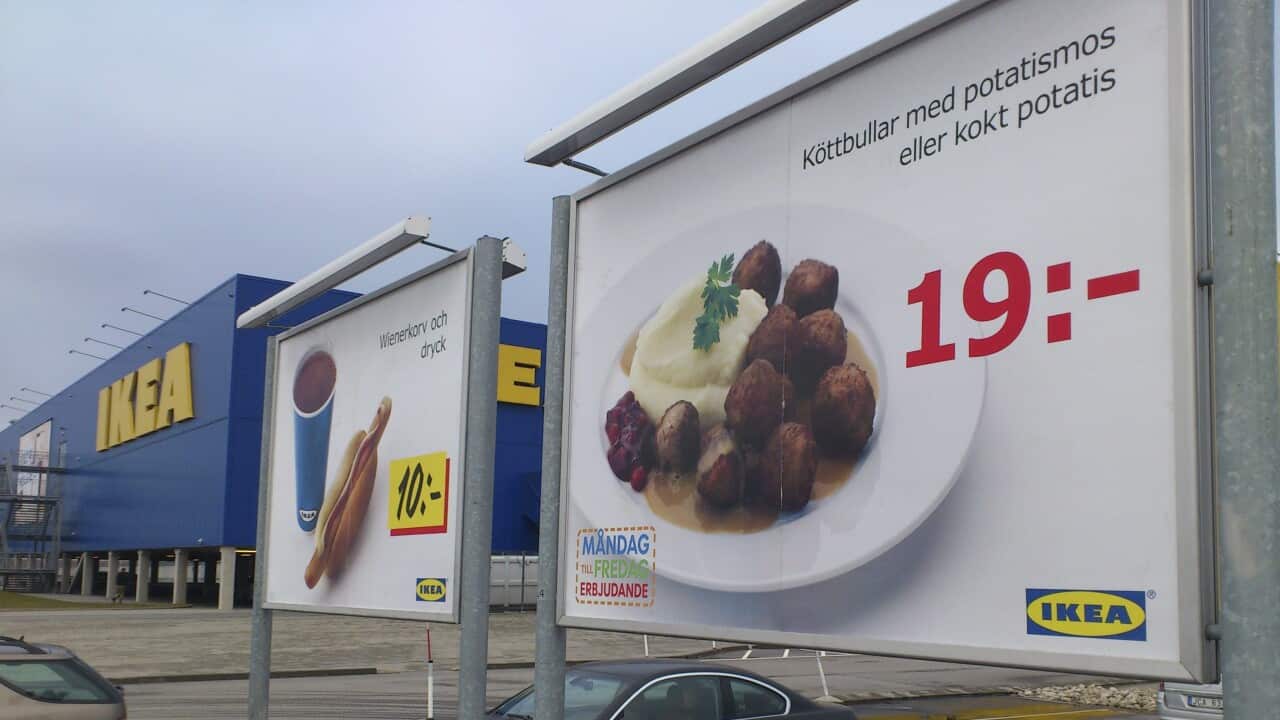 IKEA
E
Wienerkorv och
dryck
10:-
IKEA
Köttbullar med potatismos
eller kokt potatis
19:-
MÅNDAG
TILL FREDAG
ERBJUDANDE
IKEA®